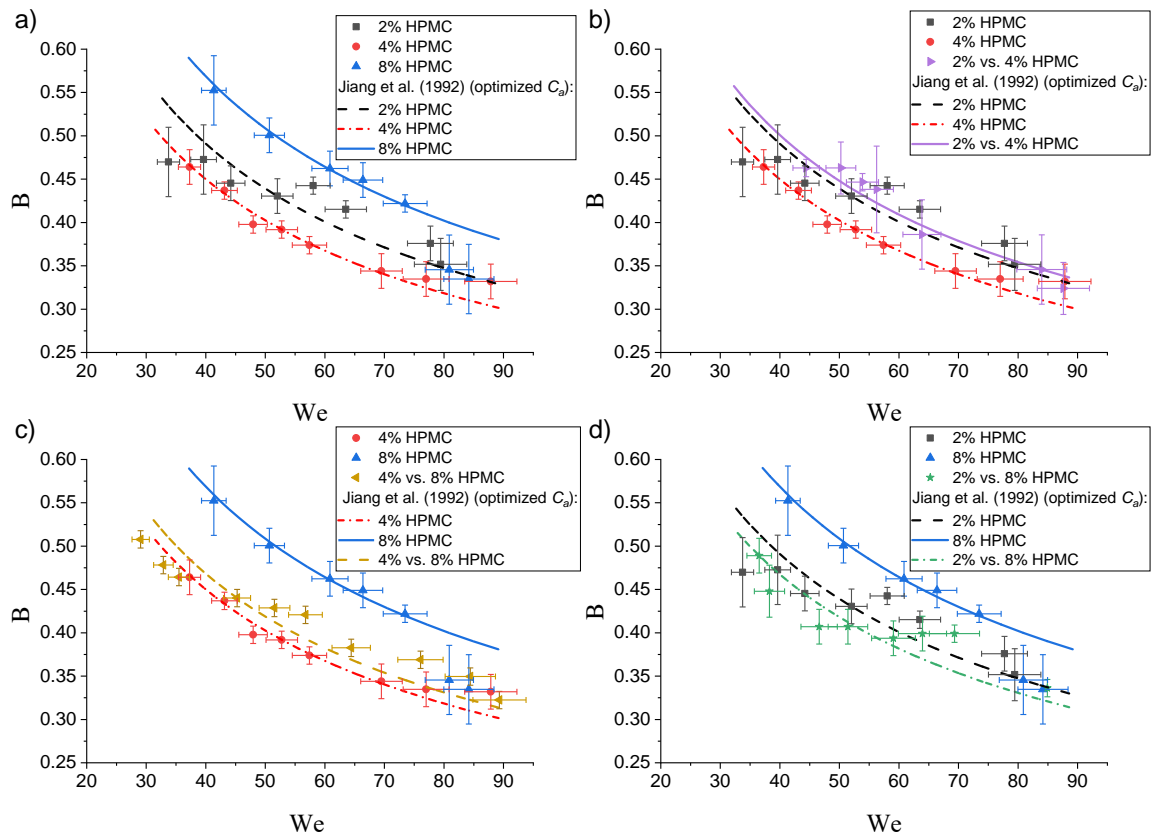 a)
2% HPMC
4% HPMC
8% HPMC
Jiang et al. (1992) (optimized Ca):
2% HPMC
4% HPMC
8% HPMC
0.60
0.55
0.50
0.45
0.40
0.35
0.30
0.25
B
20 30 40 50 60 70 80 90
We
b)
2% HPMC
4% HPMC
2% vs. 4% HPMC
Jiang et al. (1992) (optimized Ca):
2% HPMC
4% HPMC
2% vs. 4% HPMC
0.60
0.55
0.50
0.45
0.40
0.35
0.30
0.25
B
20 30 40 50 60 70 80 90
We
c)
4% HPMC
8% HPMC
4% vs. 8% HPMC
Jiang et al. (1992) (optimized Ca):
4% HPMC
8% HPMC
4% vs. 8% HPMC
0.60
0.55
0.50
0.45
0.40
0.35
0.30
0.25
B
20 30 40 50 60 70 80 90
We
d)
2% HPMC
8% HPMC
2% vs. 8% HPMC
Jiang et al. (1992) (optimized Ca):
2% HPMC
8% HPMC
2% vs. 8% HPMC
0.60
0.55
0.50
0.45
0.40
0.35
0.30
0.25
B
20 30 40 50 60 70 80 90
We